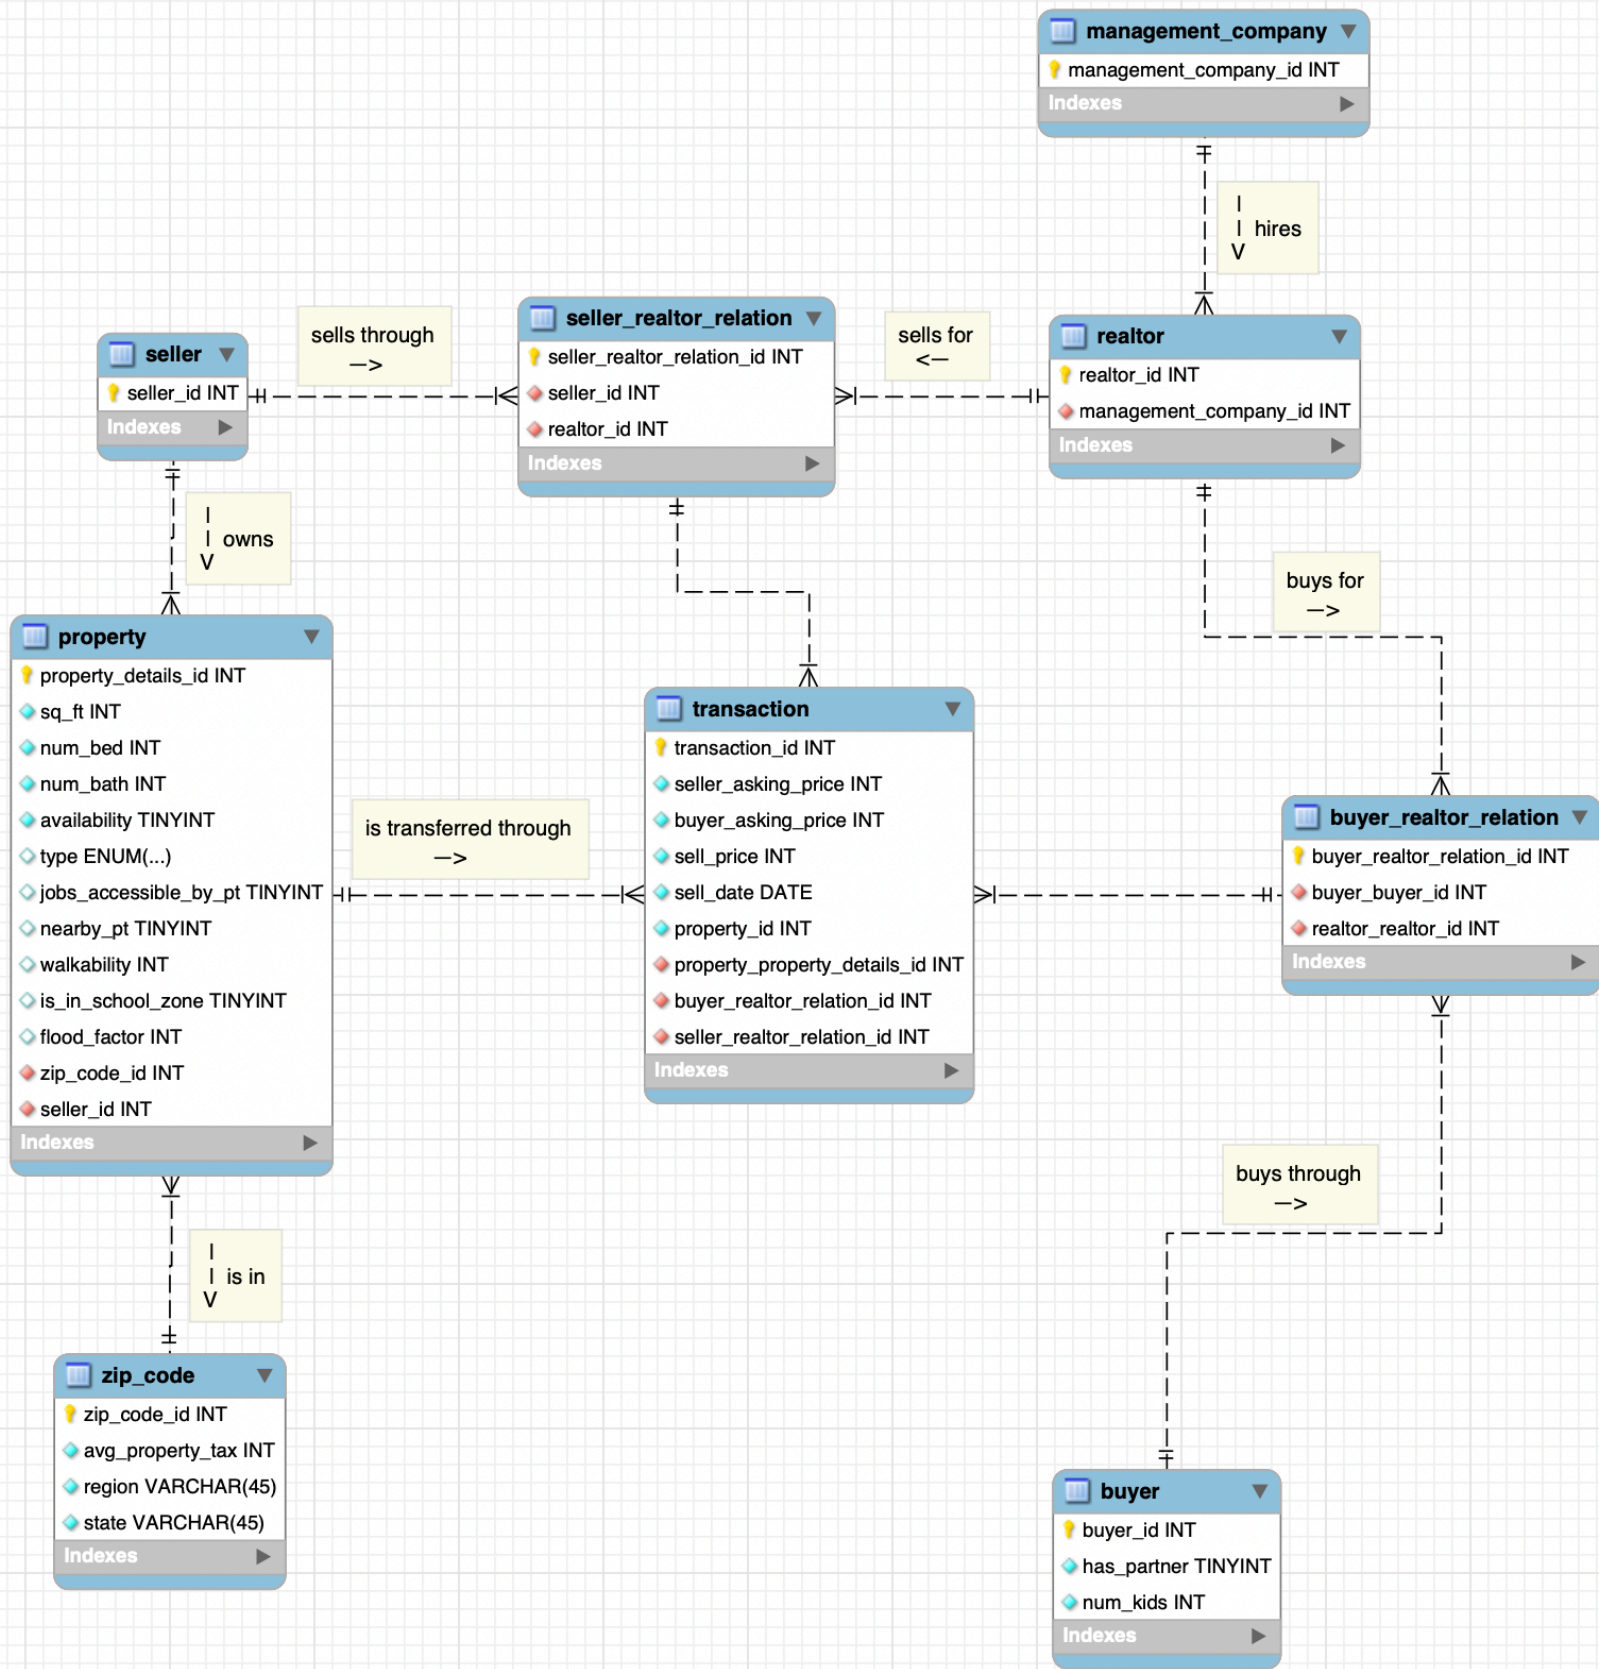 management_company
management_company_id INT
Indexes
|
| hires
V
seller
seller_id INT
Indexes
sells through
—>
seller_realtor_relation
seller_realtor_relation_id INT
seller_id INT
realtor_id INT
Indexes
sells for
<—
realtor
realtor_id INT
management_company_id INT
Indexes
|
| owns
V
buys for
—>
property
property_details_id INT
sq_ft INT
num_bed INT
num_bath INT
availability TINYINT
type ENUM(...)
jobs_accessible_by_pt TINYINT
nearby_pt TINYINT
walkability INT
is_in_school_zone TINYINT
flood_factor INT
zip_code_id INT
seller_id INT
Indexes
is transferred through
—>
transaction
transaction_id INT
seller_asking_price INT
buyer_asking_price INT
sell_price INT
sell_date DATE
property_id INT
property_property_details_id INT
buyer_realtor_relation_id INT
seller_realtor_relation_id INT
Indexes
buyer_realtor_relation
buyer_realtor_relation_id INT
buyer_buyer_id INT
realtor_realtor_id INT
Indexes
buys through
—>
|
| is in
V
zip_code
zip_code_id INT
avg_property_tax INT
region VARCHAR(45)
state VARCHAR(45)
Indexes
buyer
buyer_id INT
has_partner TINYINT
num_kids INT
Indexes